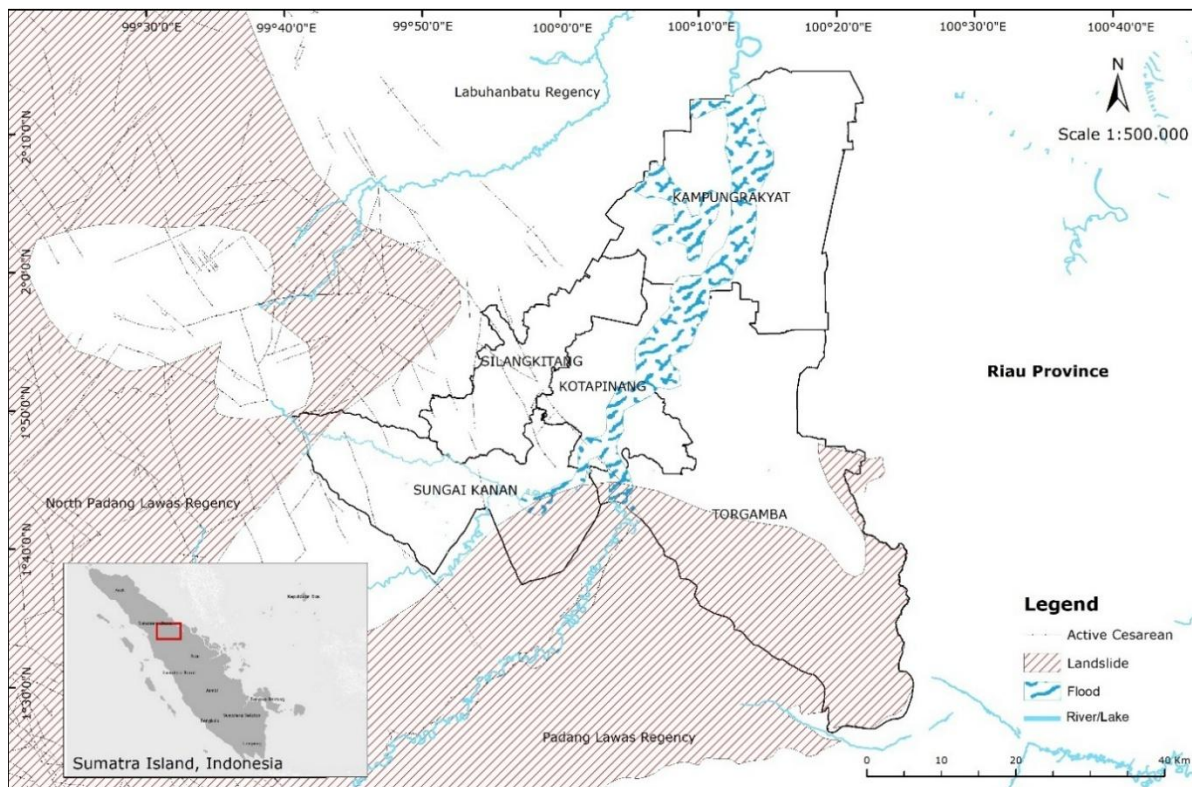 99°30'0"E
99°40'0"E
99°50'0"E
100°0'0"E
100°10'0"E
100°20'0"E
100°30'0"E
100°40'0"E
N
Scale 1:500.000
Labuhanbatu Regency
2°10'0"N
KAMPUNGRAKYAT
2°0'0"N
SILANGKITANG
KOTAPINANG
Riau Province
1°50'0"N
SUNGAI KANAN
North Padang Lawas Regency
TORGAMBA
1°40'0"N
Legend
Active Cesarean
Landslide
Flood
River/Lake
1°30'0"N
Padang Lawas Regency
Sumatra Island, Indonesia
0 10 20 40 Km